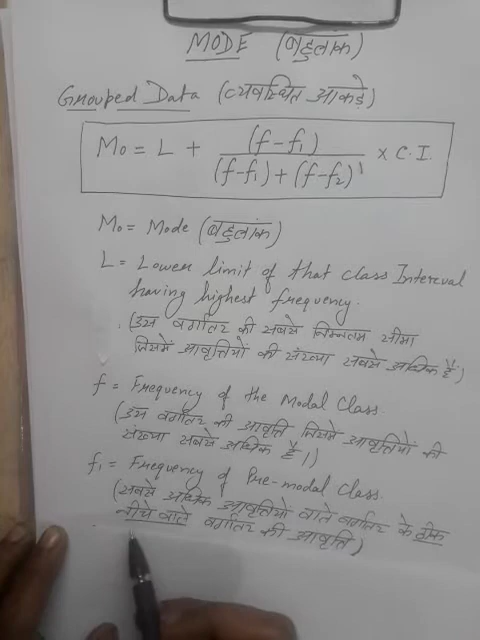 MODE (बहुलांक)
Grouped Data (व्यवस्थित आकड़े)
Mo = L + (f-f₁) / (f-f₁) + (f-f₂) × C.I.
Mo = Mode (बहुलांक)
L = Lower limit of that class Interval
having highest frequency.
(उस वर्गांतर की सबसे निम्नतम सीमा
जिसमें आवृत्तियों की संख्या सबसे अधिक है)
f = Frequency of the Modal Class
(उस वर्गांतर की आवृति जिसमें आवृतियों की
संख्या सबसे अधिक है।)
f₁ = Frequency of Pre-modal Class.
(सबसे अधिक आवृत्तियों वाले वर्गांतर के ठीक
नीचे वाले वर्गांतर की आवृत्ति)